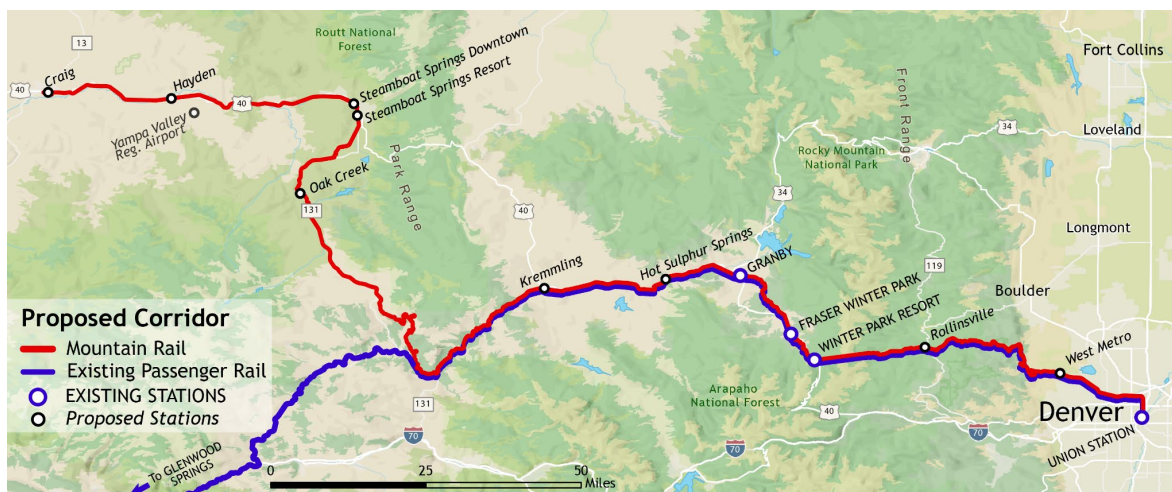 Routt National
Forest
13
40
Craig
Hayden
40
Yampa Valley
Reg. Airport
Steamboat Springs Downtown
Steamboat Springs Resort
Oak Creek
131
Park Range
40
Front Range
34
Fort Collins
Loveland
Rocky Mountain
National Park
34
Longmont
119
Boulder
Kremmling
Hot Sulphur Springs
GRANBY
FRASER WINTER PARK
WINTER PARK RESORT
Rollinsville
West Metro
Denver
UNION STATION
Arapaho
National Forest
40
70
70
70
131
Proposed Corridor
Mountain Rail
Existing Passenger Rail
EXISTING STATIONS
Proposed Stations
To GLENWOOD
SPRINGS
0 25 50
Miles